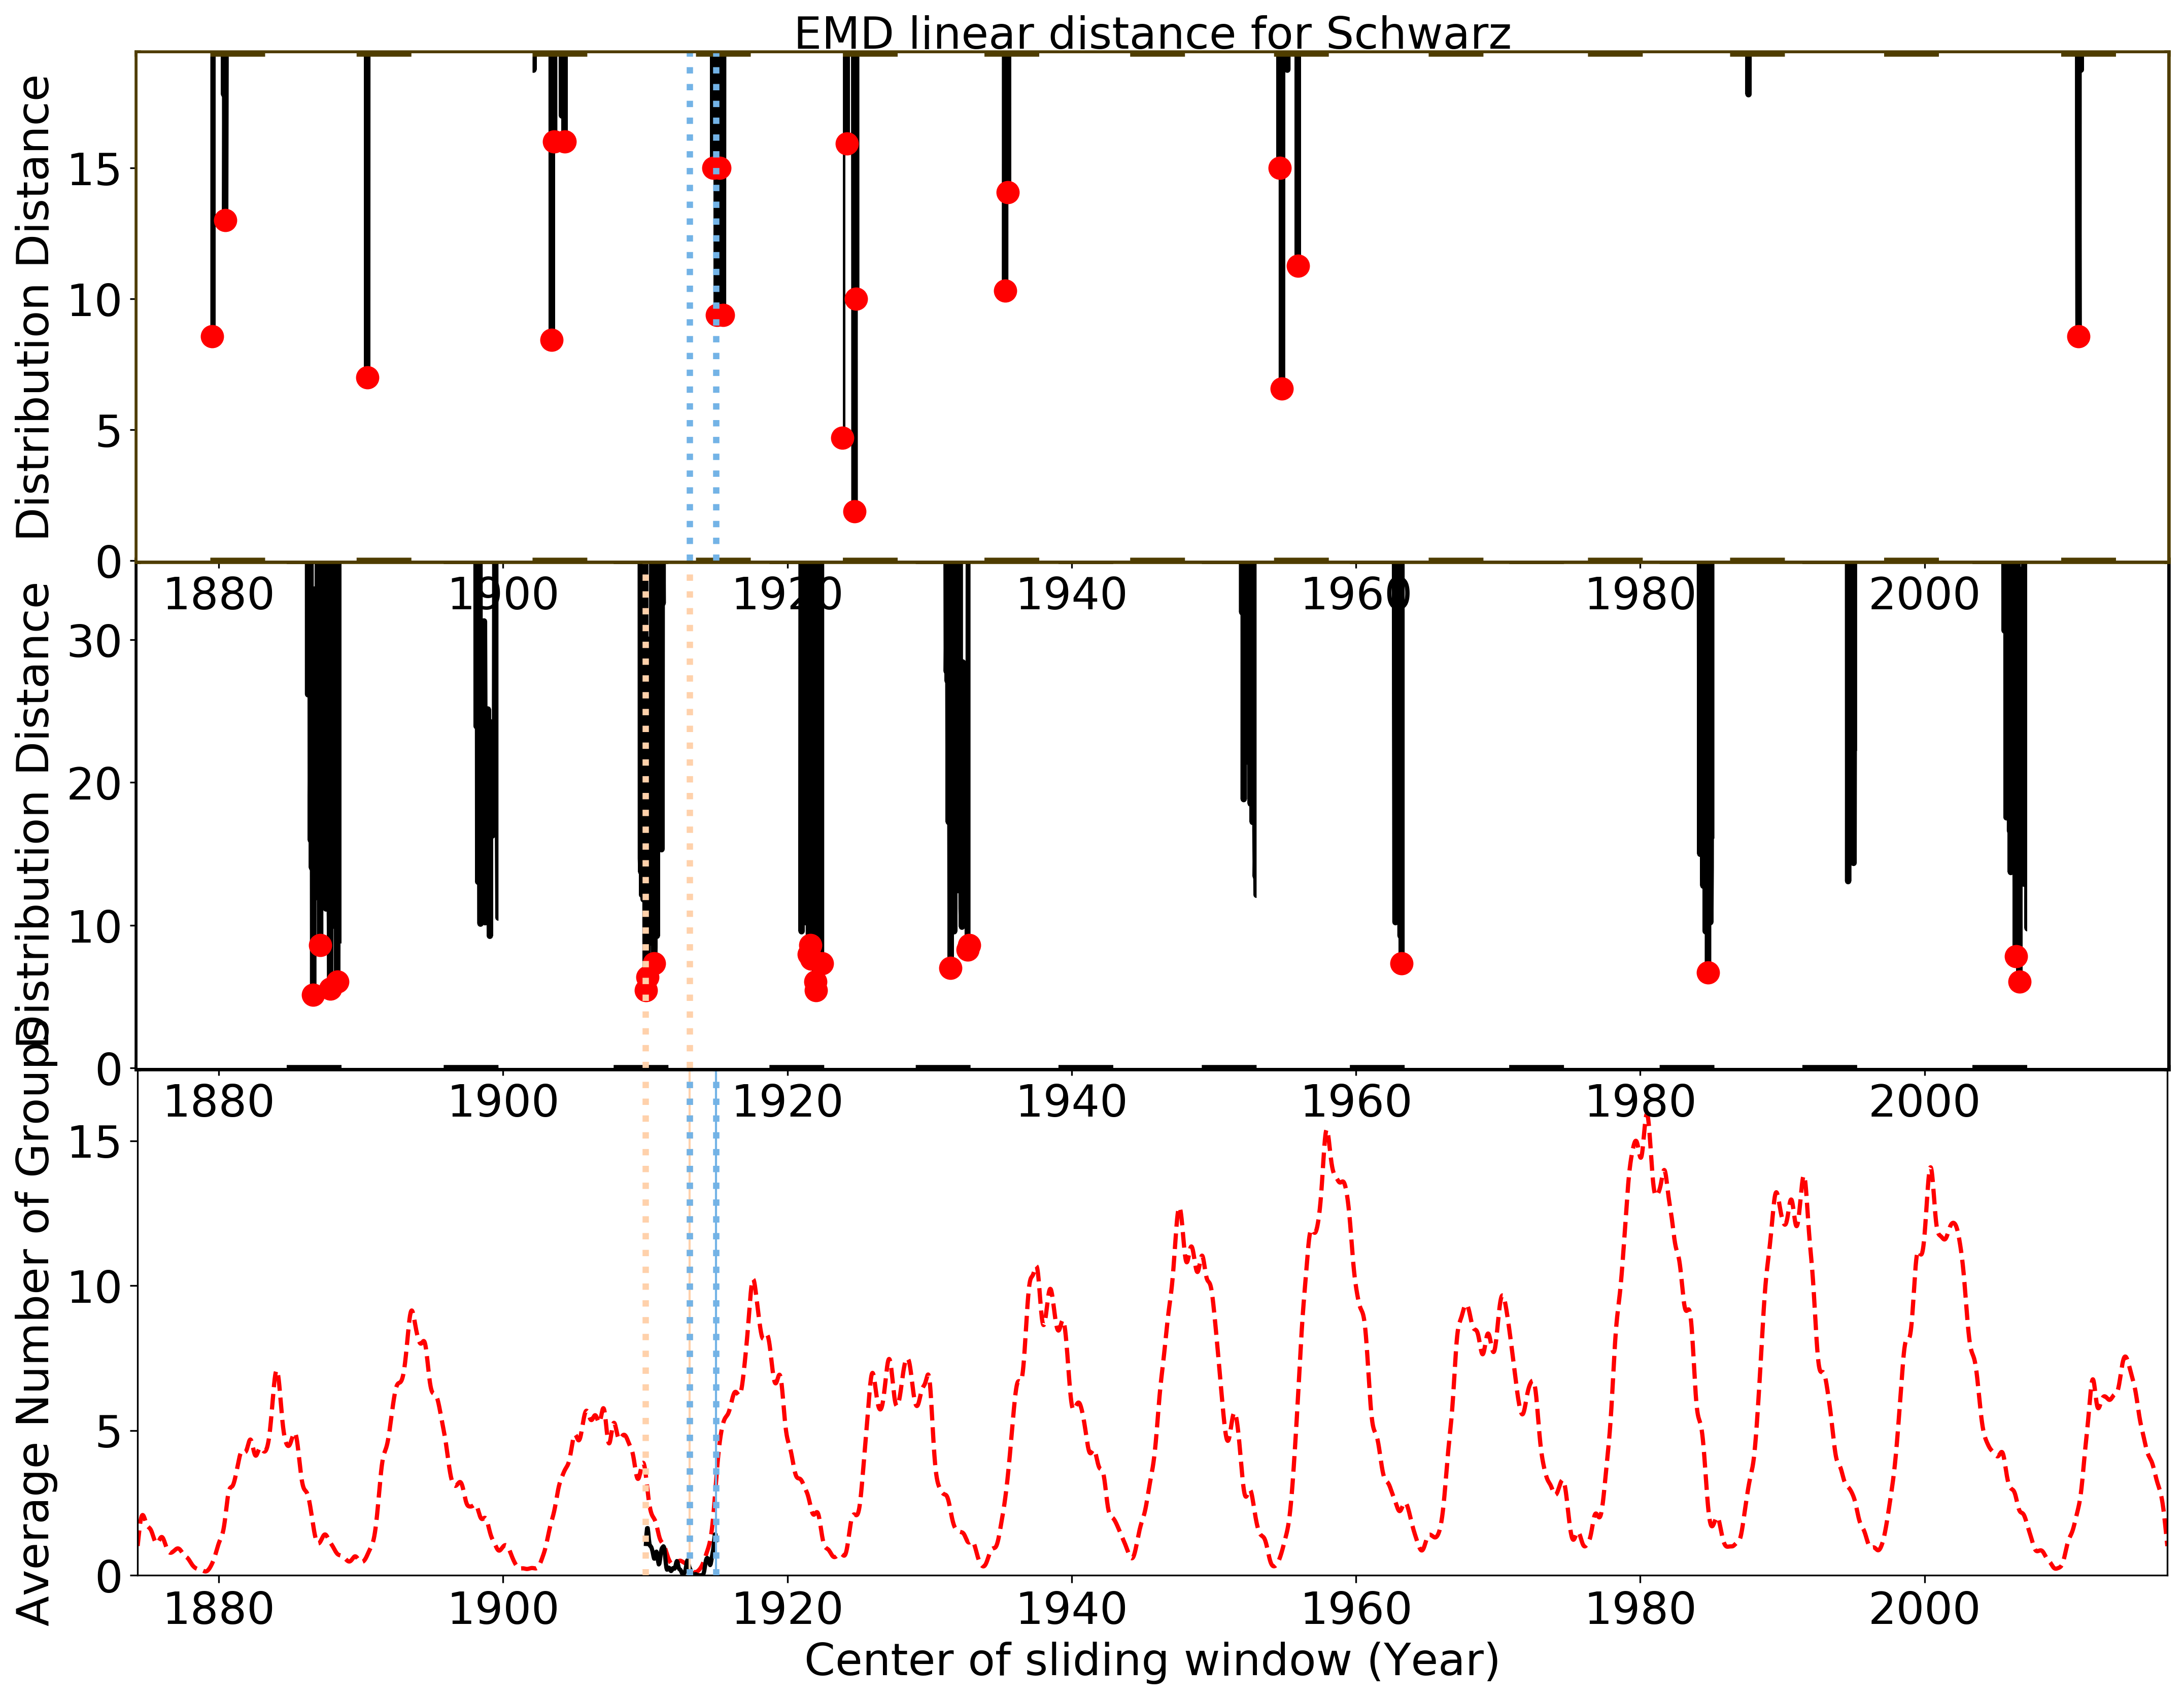 EMD linear distance for Schwarz
Distribution Distance
15
10
5
0
1880 1900 1920 1940 1960 1980 2000
Distribution Distance
30
20
10
0
1880 1900 1920 1940 1960 1980 2000
Average Number of Groups
15
10
5
0
1880 1900 1920 1940 1960 1980 2000
Center of sliding window (Year)